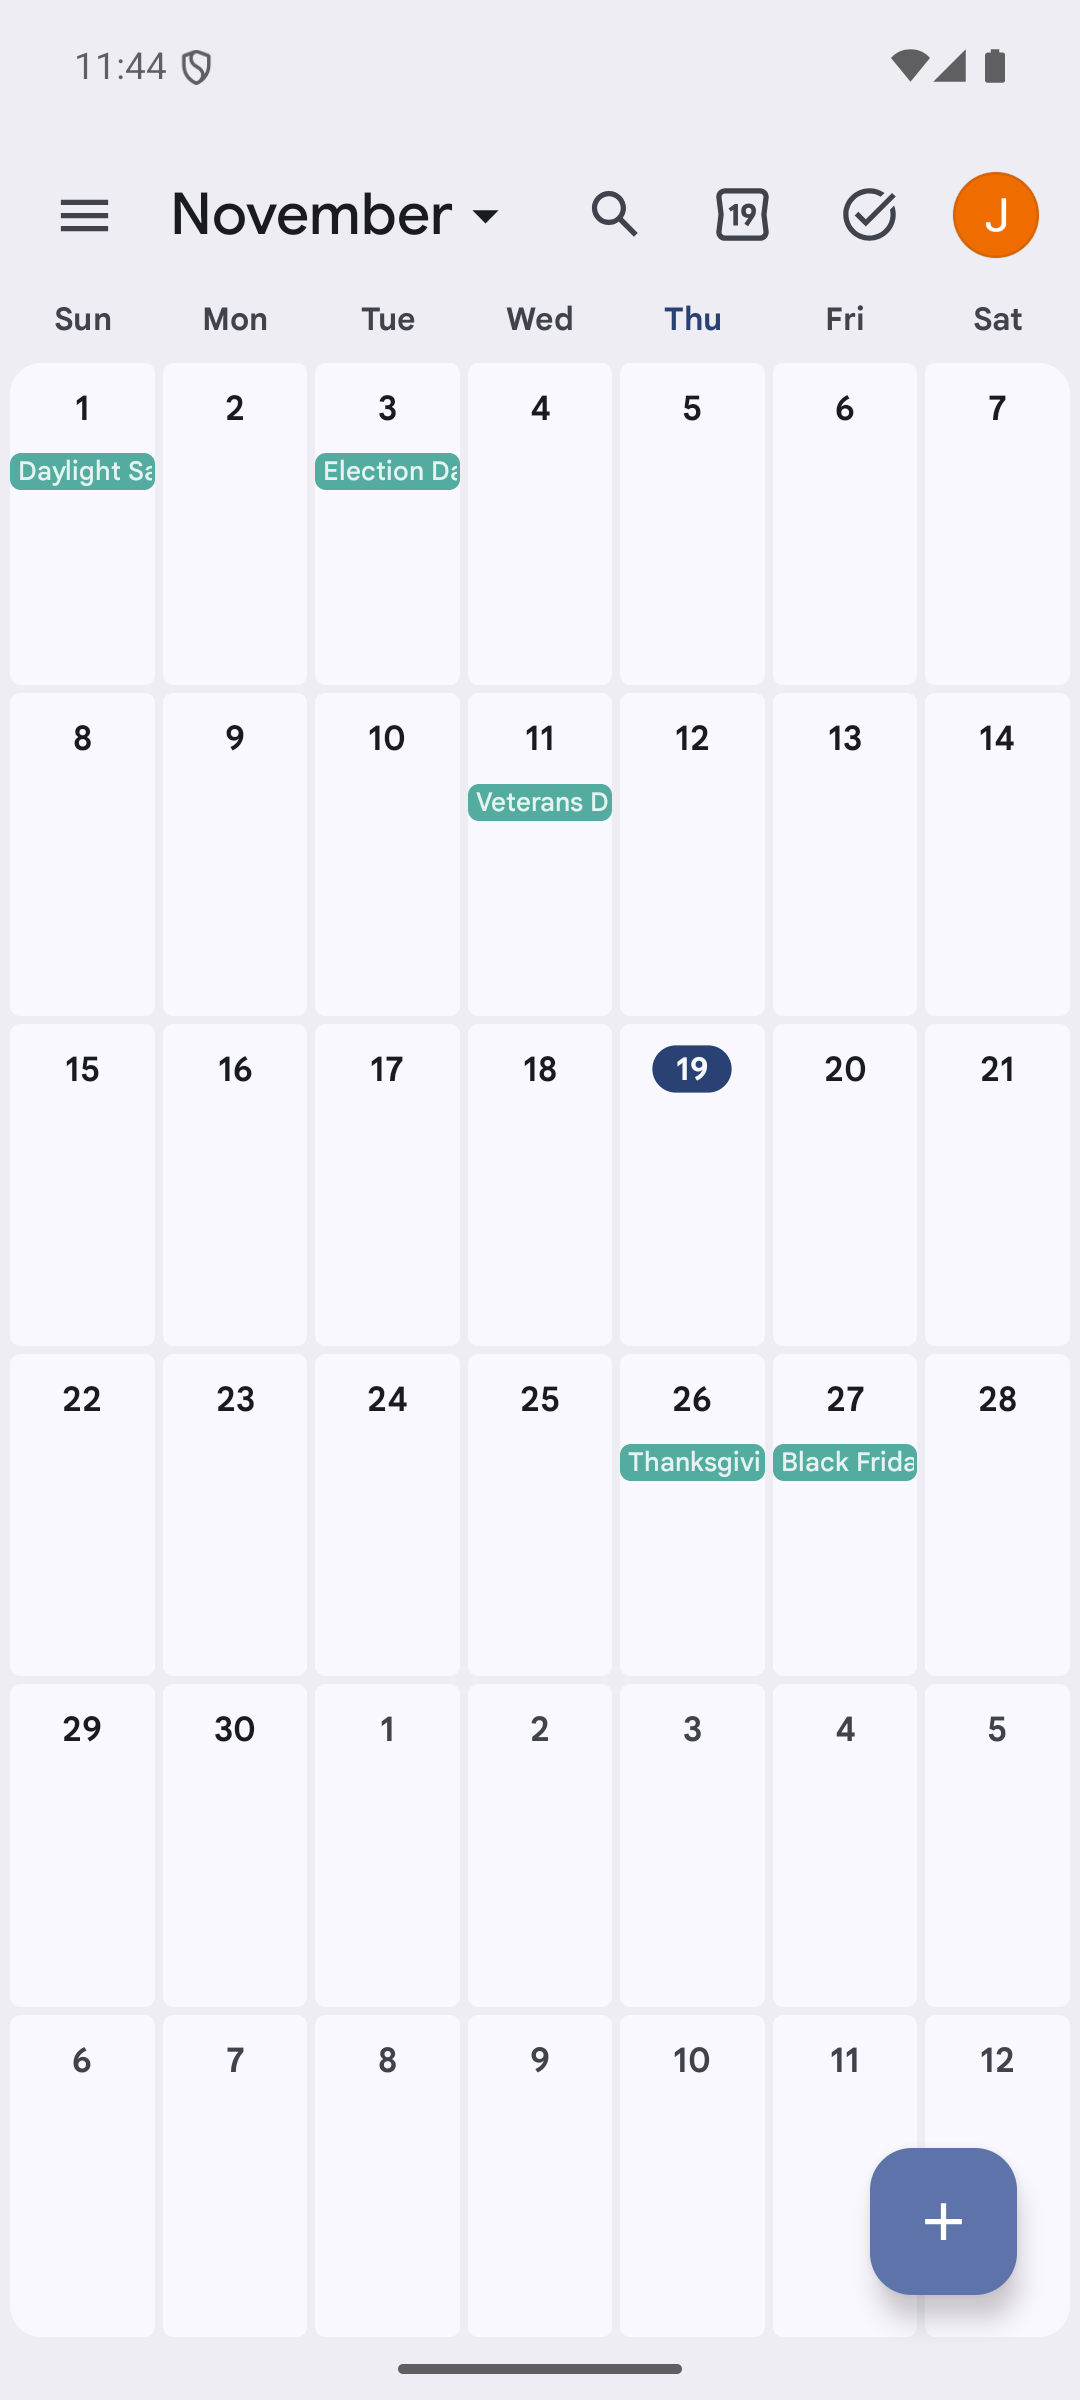 11:44
November
19
J
Sun Mon Tue Wed Thu Fri Sat
1 2 3 4 5 6 7
Daylight Sa Election Da
8 9 10 11 12 13 14
Veterans D
15 16 17 18 19 20 21
22 23 24 25 26 27 28
Thanksgivi Black Frida
29 30 1 2 3 4 5
6 7 8 9 10 11 12